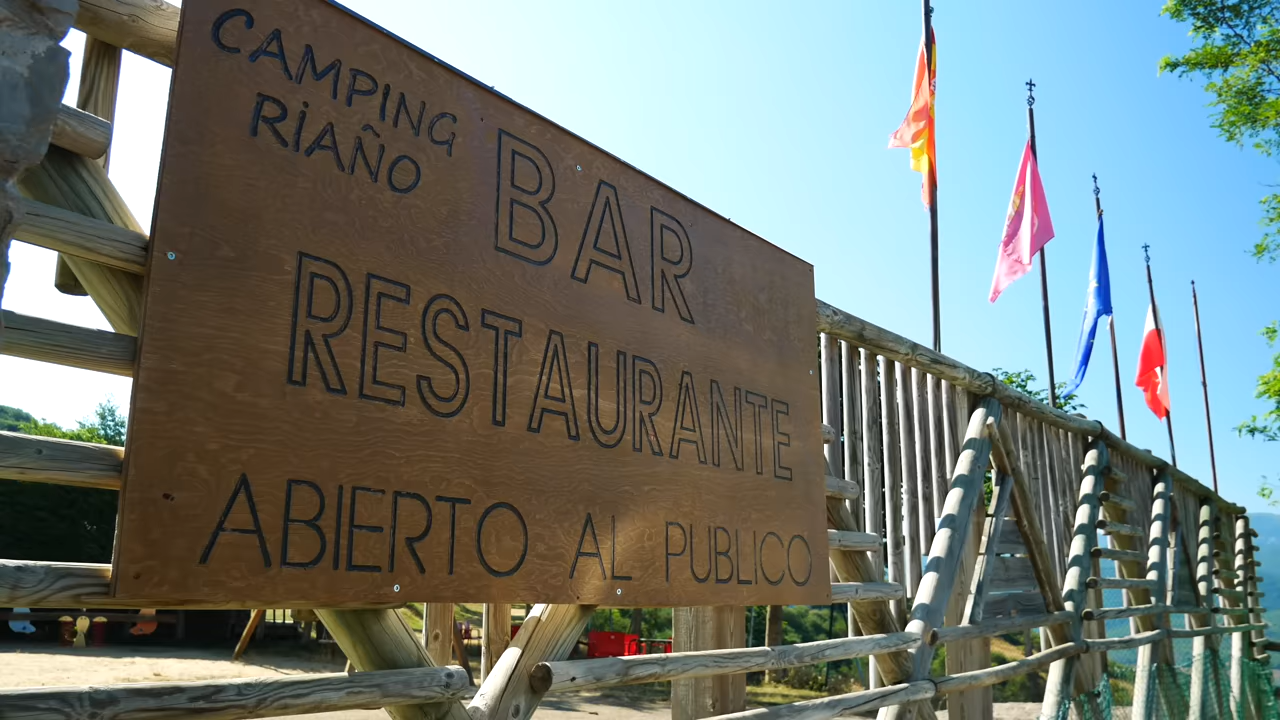 CAMPING
RiAÑO
BAR
RESTAURANTE
ABIERTO AL PUBLICO